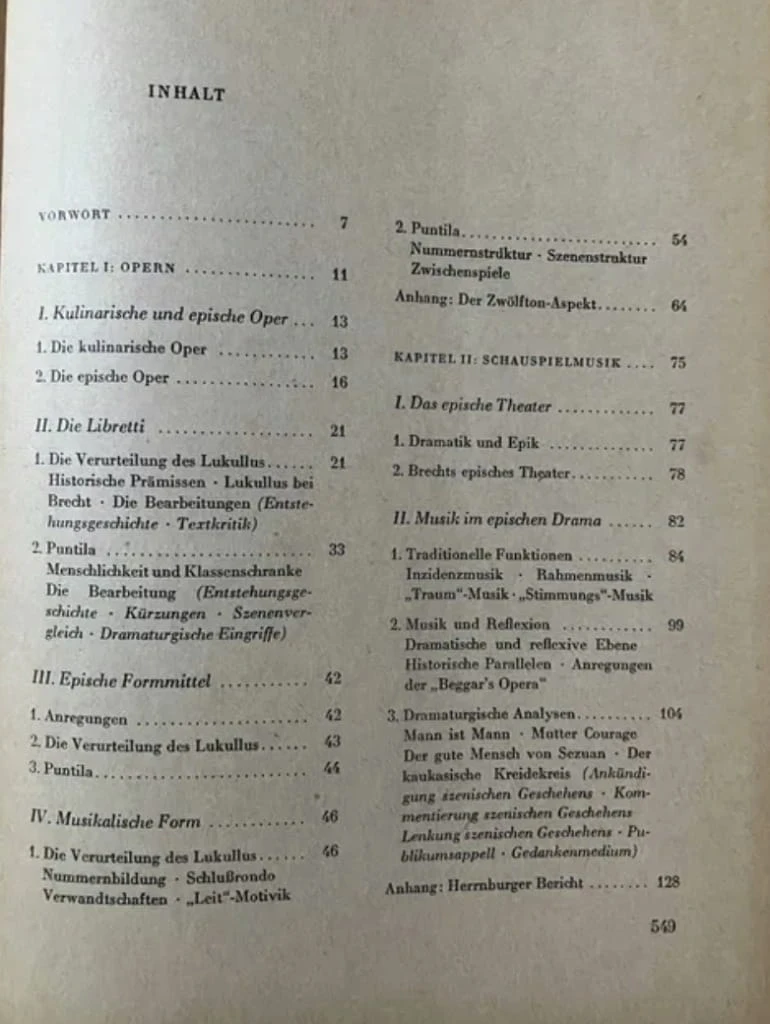 INHALT
VORWORT ........................ 7
KAPITEL I: OPERN ................ 11
I. Kulinarische und epische Oper ... 13
1. Die kulinarische Oper ............ 13
2. Die epische Oper ................. 16
II. Die Libretti .................... 21
1. Die Verurteilung des Lukullus ...... 21
Historische Prämissen · Lukullus bei
Brecht · Die Bearbeitungen (Entste-
hungsgeschichte · Textkritik)
2. Puntila .......................... 33
Menschlichkeit und Klassenschranke
Die Bearbeitung (Entstehungsge-
schichte · Kürzungen · Szenenver-
gleich · Dramaturgische Eingriffe)
III. Epische Formmittel ........... 42
1. Anregungen ..................... 42
2. Die Verurteilung des Lukullus ...... 43
3. Puntila .......................... 44
IV. Musikalische Form ............ 46
1. Die Verurteilung des Lukullus ...... 46
Nummernbildung · Schlußrondo
Verwandtschaften · „Leit“-Motivik
2. Puntila .......................... 54
Nummernstruktur · Szenenstruktur
Zwischenspiele
Anhang: Der Zwölfton-Aspekt ........ 64
KAPITEL II: SCHAUSPIELMUSIK .... 75
I. Das epische Theater ............. 77
1. Dramatik und Epik .............. 77
2. Brechts episches Theater ........... 78
II. Musik im epischen Drama ...... 82
1. Traditionelle Funktionen .......... 84
Inzidenzmusik · Rahmenmusik ·
„Traum“-Musik · „Stimmungs“-Musik
2. Musik und Reflexion ............ 99
Dramatische und reflexive Ebene
Historische Parallelen · Anregungen
der „Beggar's Opera“
3. Dramaturgische Analysen .......... 104
Mann ist Mann · Mutter Courage
Der gute Mensch von Sezuan · Der
kaukasische Kreidekreis (Ankündi-
gung szenischen Geschehens · Kom-
mentierung szenischen Geschehens
Lenkung szenischen Geschehens · Pu-
blikumsappell · Gedankenmedium)
Anhang: Herrnburger Bericht ........ 128
549